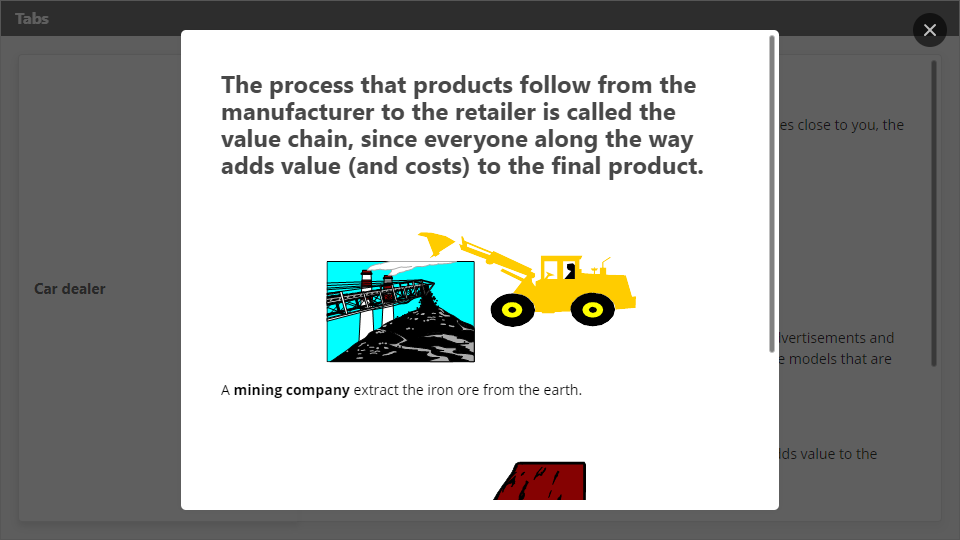 Tabs
The process that products follow from the
manufacturer to the retailer is called the
value chain, since everyone along the way
adds value (and costs) to the final product.
es close to you, the
Car dealer
lvertisements and
e models that are
A mining company extract the iron ore from the earth.
lds value to the